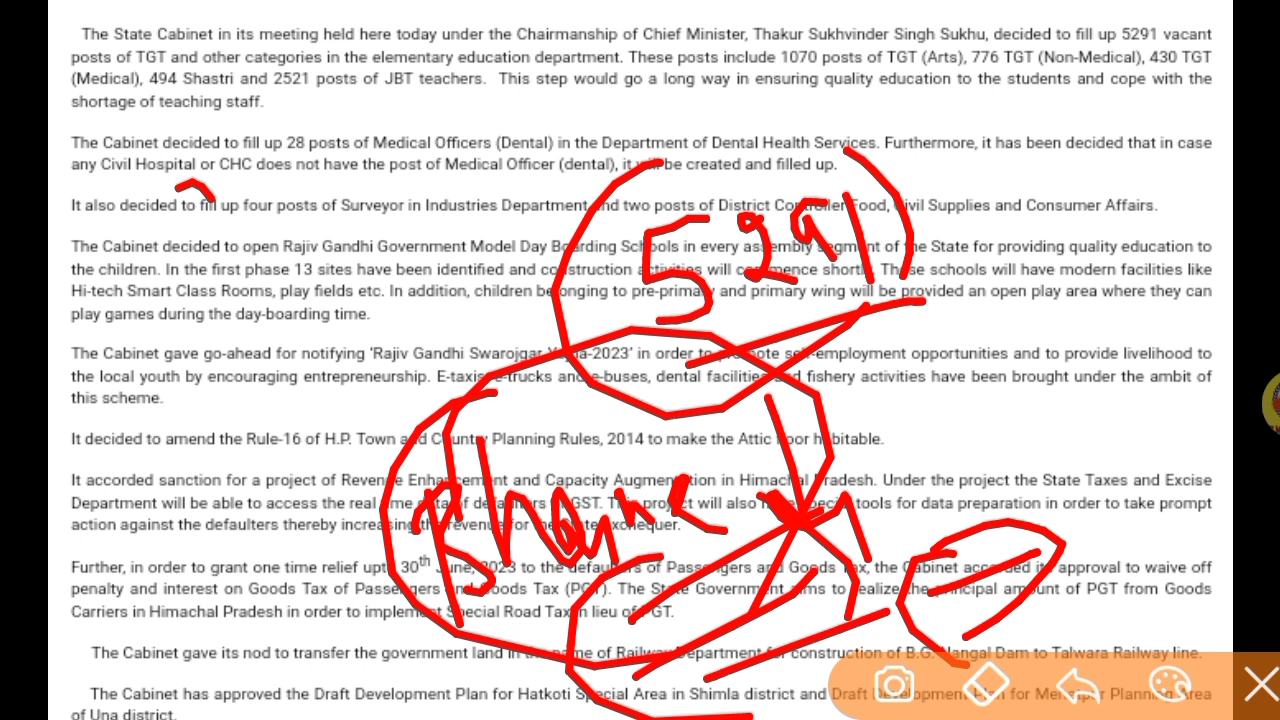 The State Cabinet in its meeting held here today under the Chairmanship of Chief Minister, Thakur Sukhvinder Singh Sukhu, decided to fill up 5291 vacant
posts of TGT and other categories in the elementary education department. These posts include 1070 posts of TGT (Arts), 776 TGT (Non-Medical), 430 TGT
(Medical), 494 Shastri and 2521 posts of JBT teachers. This step would go a long way in ensuring quality education to the students and cope with the
shortage of teaching staff.
The Cabinet decided to fill up 28 posts of Medical Officers (Dental) in the Department of Dental Health Services. Furthermore, it has been decided that in case
any Civil Hospital or CHC does not have the post of Medical Officer (dental), it will be created and filled up.
It also decided to fill up four posts of Surveyor in Industries Department and two posts of District Controller Food, Civil Supplies and Consumer Affairs.
5291
The Cabinet decided to open Rajiv Gandhi Government Model Day Boarding Schools in every assembly segment of the State for providing quality education to
the children. In the first phase 13 sites have been identified and construction activities will commence shortly. These schools will have modern facilities like
Hi-tech Smart Class Rooms, play fields etc. In addition, children belonging to pre-primary and primary wing will be provided an open play area where they can
play games during the day-boarding time.
The Cabinet gave go-ahead for notifying 'Rajiv Gandhi Swarojgar Yojna-2023' in order to promote self-employment opportunities and to provide livelihood to
the local youth by encouraging entrepreneurship. E-taxis, e-trucks and e-buses, dental facilities and fishery activities have been brought under the ambit of
this scheme.
It decided to amend the Rule-16 of H.P. Town and Country Planning Rules, 2014 to make the Attic floor habitable.
It accorded sanction for a project of Revenue Enhancement and Capacity Augmentation in Himachal Pradesh. Under the project the State Taxes and Excise
Department will be able to access the real time data of defaulters of GST. This project will also have special tools for data preparation in order to take prompt
action against the defaulters thereby increasing the revenue for the State exchequer.
Further, in order to grant one time relief upto 30th June, 2023 to the defaulters of Passengers and Goods Tax, the Cabinet accorded its approval to waive off
penalty and interest on Goods Tax of Passengers and Goods Tax (PGT). The State Government aims to realize the principal amount of PGT from Goods
Carriers in Himachal Pradesh in order to implement Special Road Tax in lieu of PGT.
The Cabinet gave its nod to transfer the government land in the name of Railway Department for construction of B.G. Nangal Dam to Talwara Railway line.
The Cabinet has approved the Draft Development Plan for Hatkoti Special Area in Shimla district and Draft Development Plan for Planning Area
of Una district.